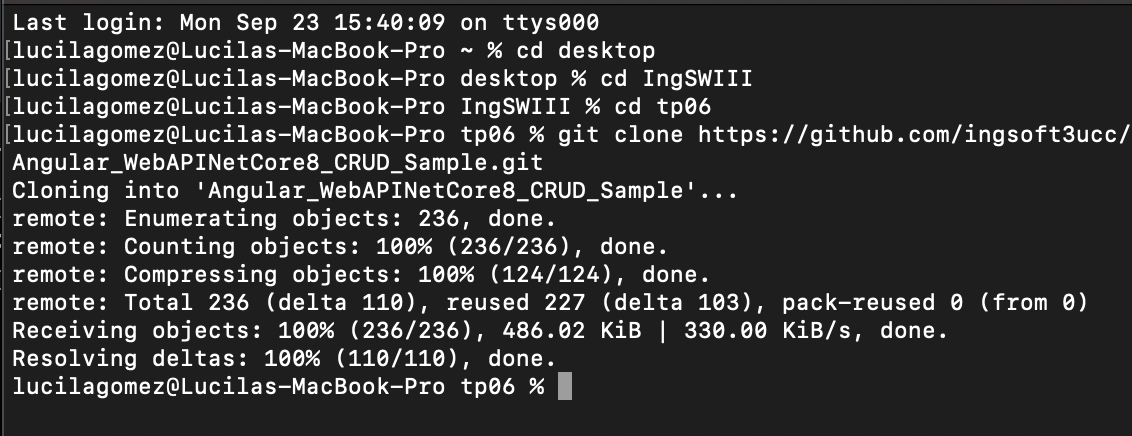 Last login: Mon Sep 23 15:40:09 on ttys000
[lucilagomez@Lucilas-MacBook-Pro ~ % cd desktop
[lucilagomez@Lucilas-MacBook-Pro desktop % cd IngSWIII
[lucilagomez@Lucilas-MacBook-Pro IngSWIII % cd tp06
[lucilagomez@Lucilas-MacBook-Pro tp06 % git clone https://github.com/ingsoft3ucc/
Angular_WebAPINetCore8_CRUD_Sample.git
Cloning into 'Angular_WebAPINetCore8_CRUD_Sample'...
remote: Enumerating objects: 236, done.
remote: Counting objects: 100% (236/236), done.
remote: Compressing objects: 100% (124/124), done.
remote: Total 236 (delta 110), reused 227 (delta 103), pack-reused 0 (from 0)
Receiving objects: 100% (236/236), 486.02 KiB | 330.00 KiB/s, done.
Resolving deltas: 100% (110/110), done.
lucilagomez@Lucilas-MacBook-Pro tp06 %